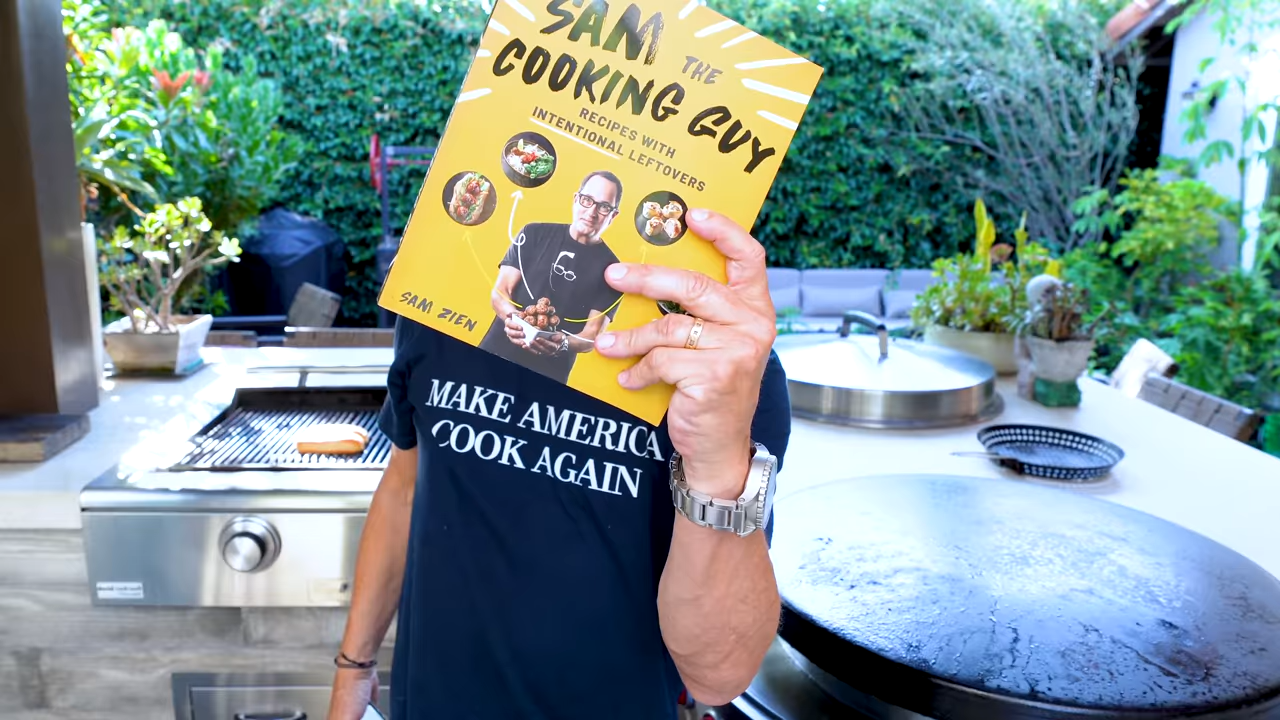 SAM THE
COOKING GUY
RECIPES WITH
INTENTIONAL LEFTOVERS
SAM ZIEN
MAKE AMERICA
COOK AGAIN